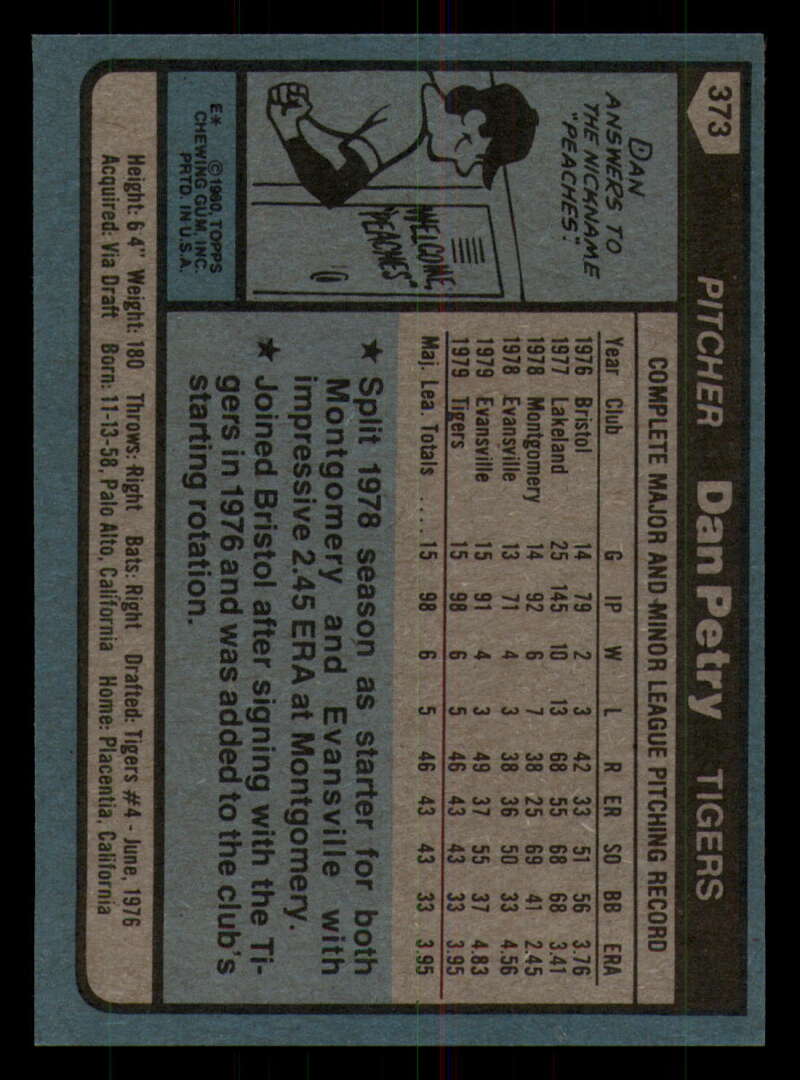 373
PITCHER Dan Petry TIGERS
DAN
ANSWERS TO
THE NICKNAME
"PEACHES".
WELCOME,
"PEACHES"
E* © 1980, TOPPS
CHEWING GUM, INC.
PRTD. IN U.S.A.
COMPLETE MAJOR AND MINOR LEAGUE PITCHING RECORD
Year Club G IP W L R ER SO BB ERA
1976 Bristol 14 79 2 3 42 33 51 56 3.76
1977 Lakeland 25 145 10 13 68 55 68 68 3.41
1978 Montgomery 14 92 6 7 38 25 69 41 2.45
1978 Evansville 13 71 4 3 38 36 50 33 4.56
1979 Evansville 15 91 4 3 49 37 55 37 4.83
1979 Tigers 15 98 6 5 46 43 43 33 3.95
Maj. Lea. Totals .... 15 98 6 5 46 43 43 33 3.95
★ Split 1978 season as starter for both
Montgomery and Evansville with
impressive 2.45 ERA at Montgomery.
★ Joined Bristol after signing with the Ti-
gers in 1976 and was added to the club's
starting rotation.
Height: 6 4" Weight: 180 Throws: Right Bats: Right Drafted: Tigers #4 - June, 1976
Acquired: Via Draft Born: 11-13-58, Palo Alto, California Home: Placentia, California